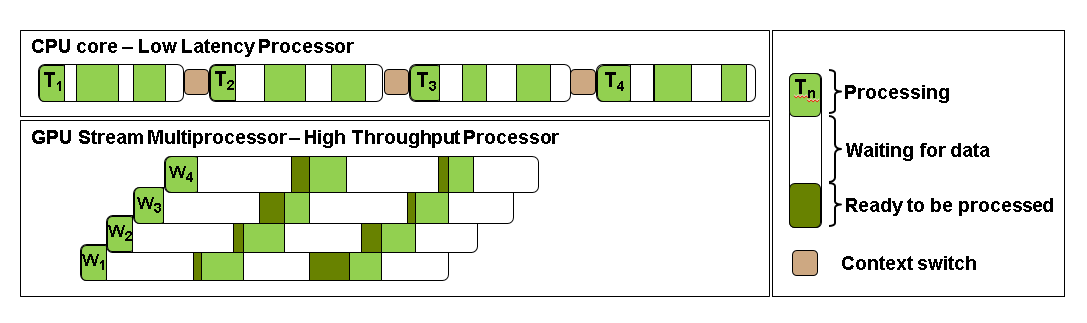 CPU core – Low Latency Processor
T1 T2 T3 T4
GPU Stream Multiprocessor – High Throughput Processor
W4
W3
W2
W1
Tn
Processing
Waiting for data
Ready to be processed
Context switch